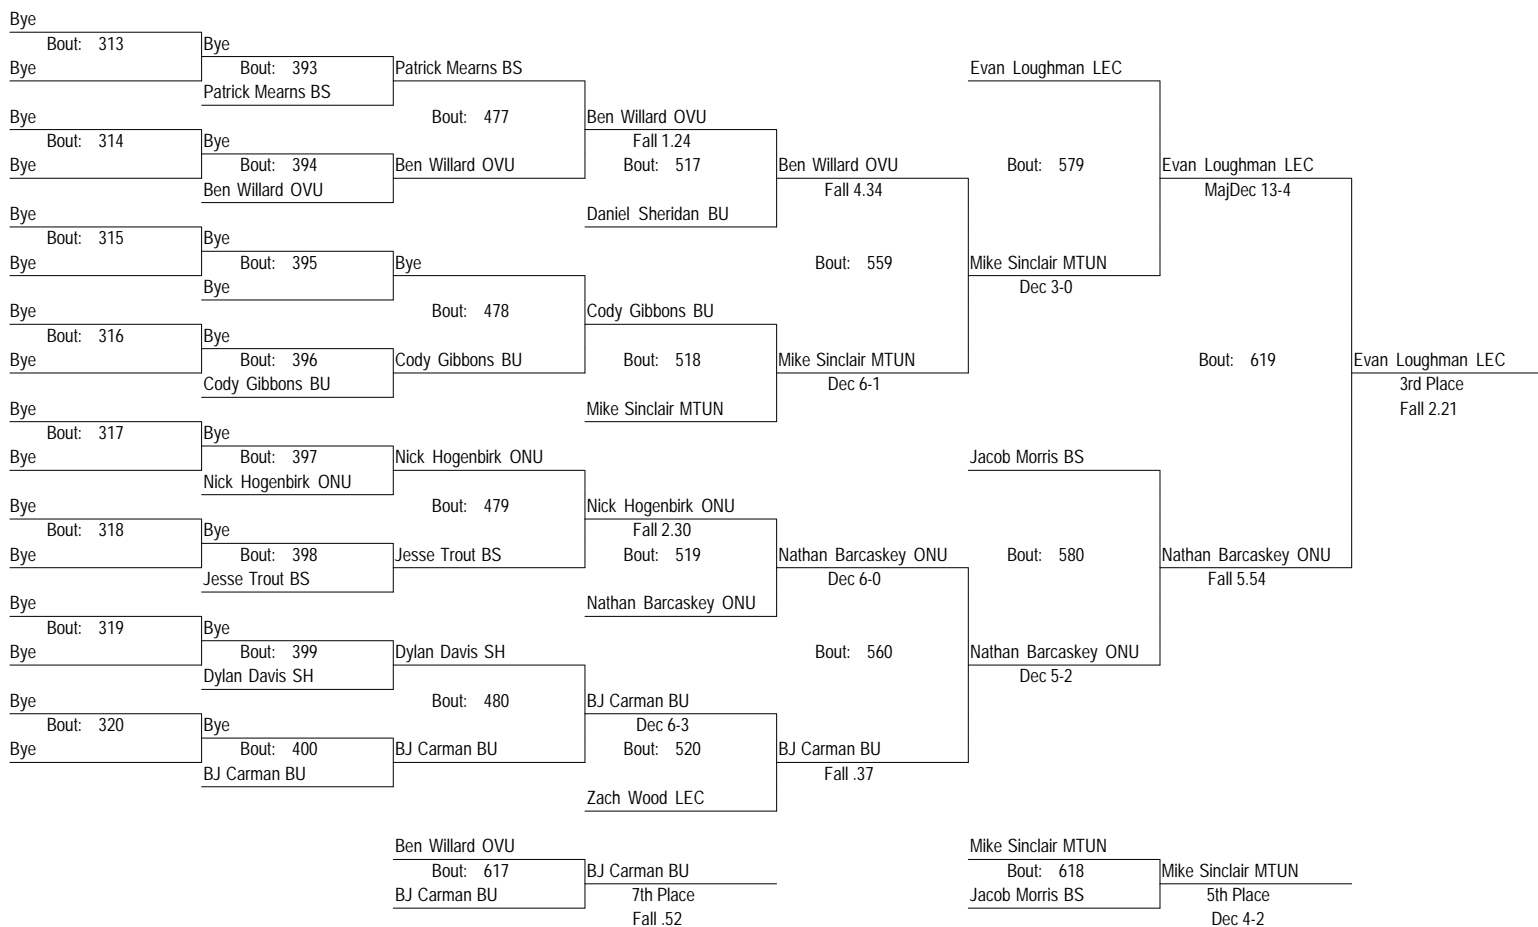 Bye
Bout: 313
Bye
Bye
Bout: 393
Patrick Mearns BS
Patrick Mearns BS
Bye
Bout: 314
Bye
Bye
Bout: 394
Ben Willard OVU
Bout: 477
Ben Willard OVU
Ben Willard OVU
Fall 1.24
Bout: 517
Daniel Sheridan BU
Ben Willard OVU
Fall 4.34
Bye
Bout: 315
Bye
Bye
Bout: 395
Bye
Bye
Bye
Bout: 316
Bye
Bye
Bout: 396
Cody Gibbons BU
Bout: 478
Cody Gibbons BU
Cody Gibbons BU
Bout: 518
Mike Sinclair MTUN
Mike Sinclair MTUN
Dec 6-1
Bout: 559
Evan Loughman LEC
Bout: 579
Mike Sinclair MTUN
Dec 3-0
Evan Loughman LEC
MajDec 13-4
Bye
Bout: 317
Bye
Bye
Bout: 397
Nick Hogenbirk ONU
Nick Hogenbirk ONU
Bye
Bout: 318
Bye
Bye
Bout: 398
Jesse Trout BS
Bout: 479
Jesse Trout BS
Nick Hogenbirk ONU
Fall 2.30
Bout: 519
Nathan Barcaskey ONU
Nathan Barcaskey ONU
Dec 6-0
Bye
Bout: 319
Bye
Bye
Bout: 399
Dylan Davis SH
Dylan Davis SH
Bye
Bout: 320
Bye
Bye
Bout: 400
BJ Carman BU
Bout: 480
BJ Carman BU
BJ Carman BU
Dec 6-3
Bout: 520
Zach Wood LEC
BJ Carman BU
Fall .37
Bout: 560
Jacob Morris BS
Bout: 580
Nathan Barcaskey ONU
Dec 5-2
Nathan Barcaskey ONU
Fall 5.54
Bout: 619
Evan Loughman LEC
3rd Place
Fall 2.21
Ben Willard OVU
Bout: 617
BJ Carman BU
BJ Carman BU
7th Place
Fall .52
Mike Sinclair MTUN
Bout: 618
Jacob Morris BS
Mike Sinclair MTUN
5th Place
Dec 4-2